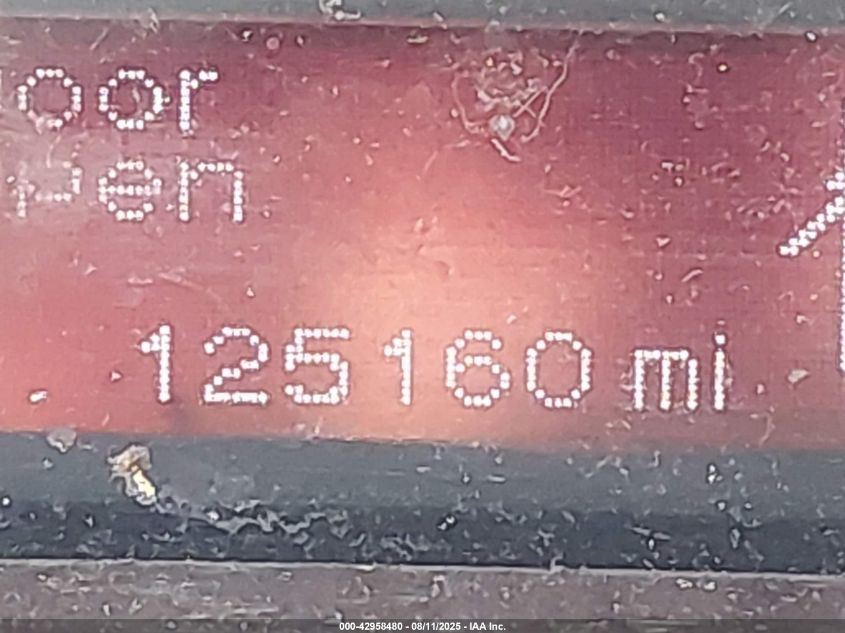 oor
pen
125160 mi
000-42958480 - 08/11/2025 - IAA Inc.